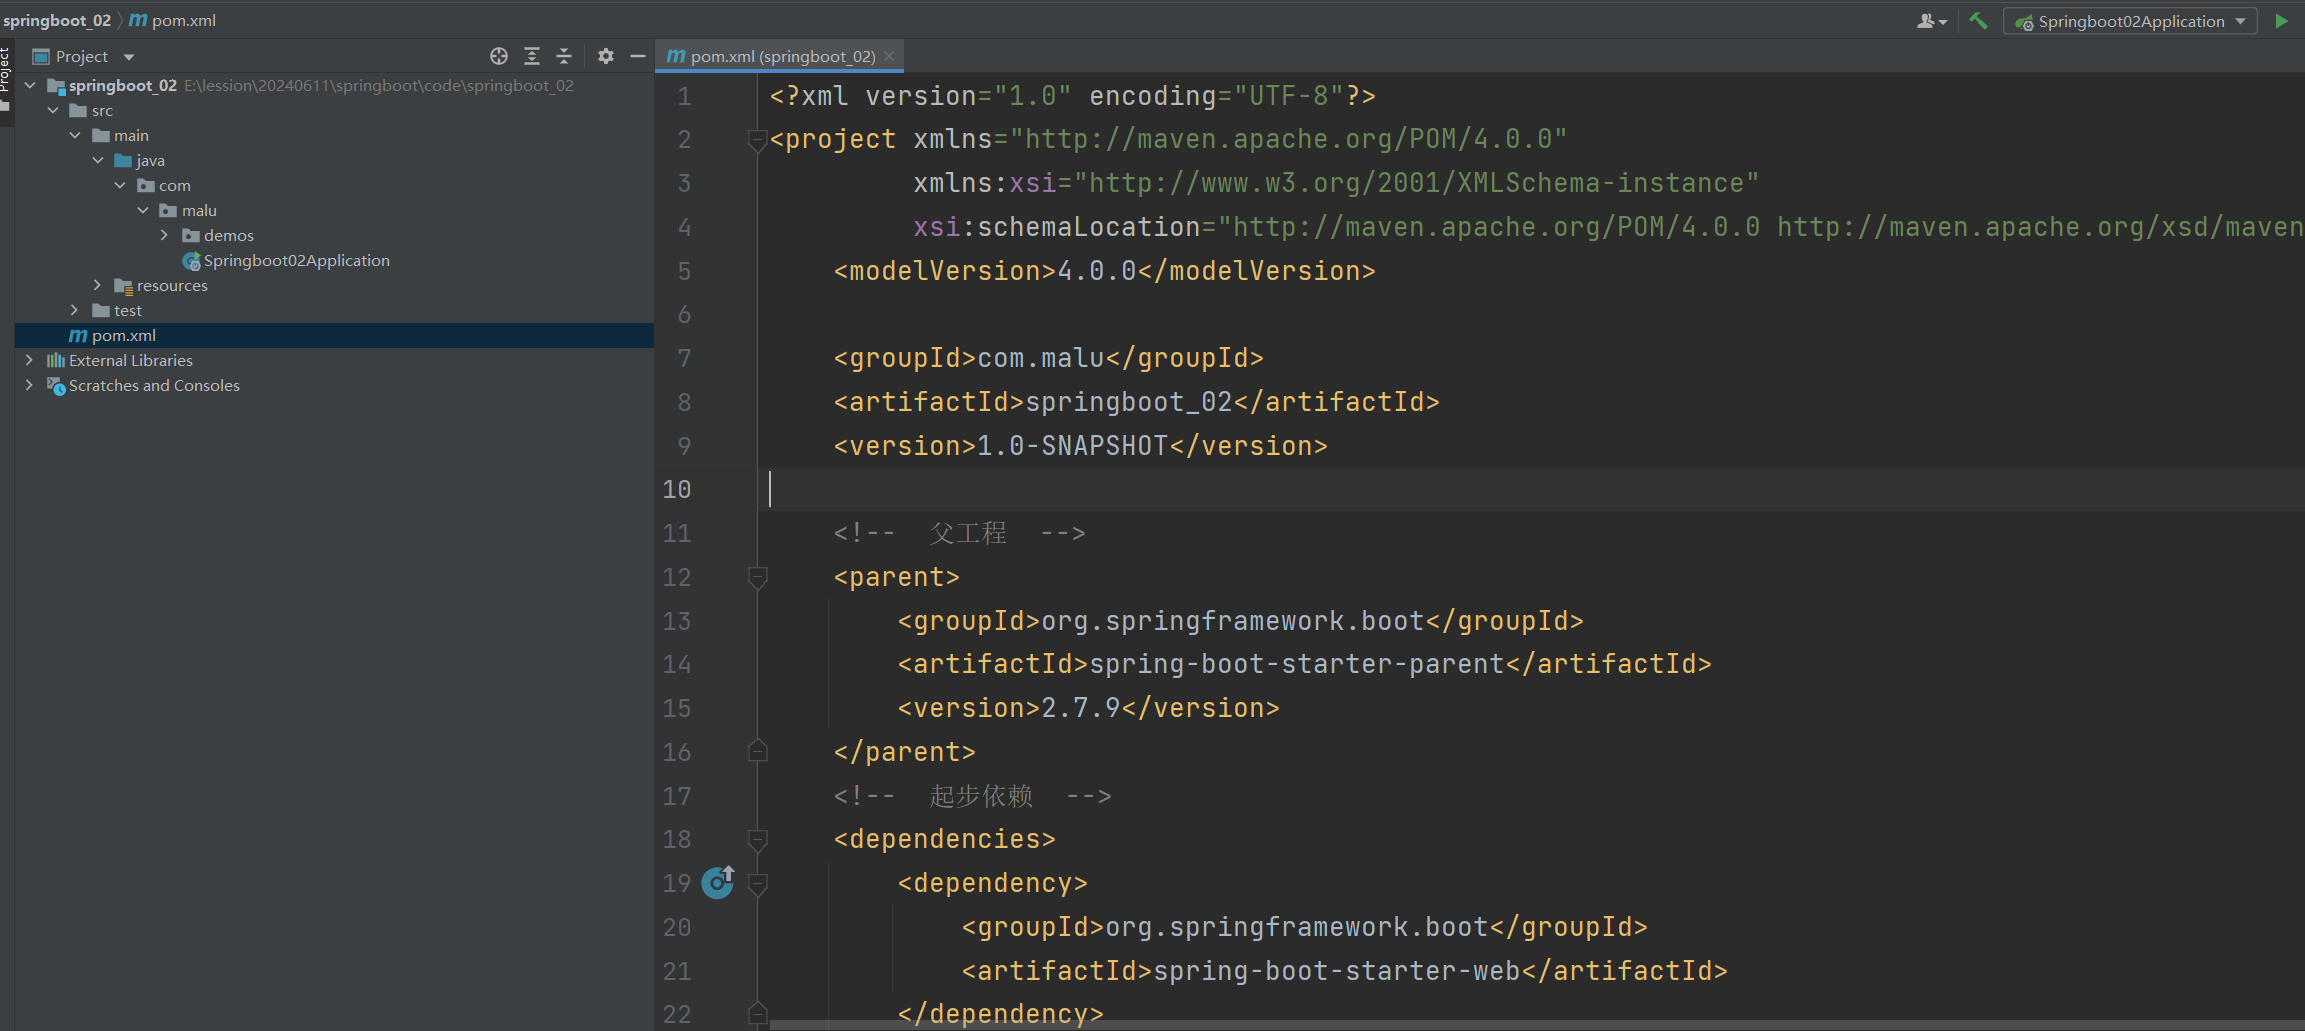 springboot_02 pom.xml
Springboot02Application
Project
Project
springboot_02 E:\lession\20240611\springboot\code\springboot_02
src
main
java
com
malu
demos
Springboot02Application
resources
test
pom.xml
External Libraries
Scratches and Consoles
pom.xml (springboot_02)
1 <?xml version="1.0" encoding="UTF-8"?>
2 <project xmlns="http://maven.apache.org/POM/4.0.0"
3 xmlns:xsi="http://www.w3.org/2001/XMLSchema-instance"
4 xsi:schemaLocation="http://maven.apache.org/POM/4.0.0 http://maven.apache.org/xsd/maven
5 <modelVersion>4.0.0</modelVersion>
6
7 <groupId>com.malu</groupId>
8 <artifactId>springboot_02</artifactId>
9 <version>1.0-SNAPSHOT</version>
10
11 <!-- 父工程 -->
12 <parent>
13 <groupId>org.springframework.boot</groupId>
14 <artifactId>spring-boot-starter-parent</artifactId>
15 <version>2.7.9</version>
16 </parent>
17 <!-- 起步依赖 -->
18 <dependencies>
19 <dependency>
20 <groupId>org.springframework.boot</groupId>
21 <artifactId>spring-boot-starter-web</artifactId>
22 </dependency>